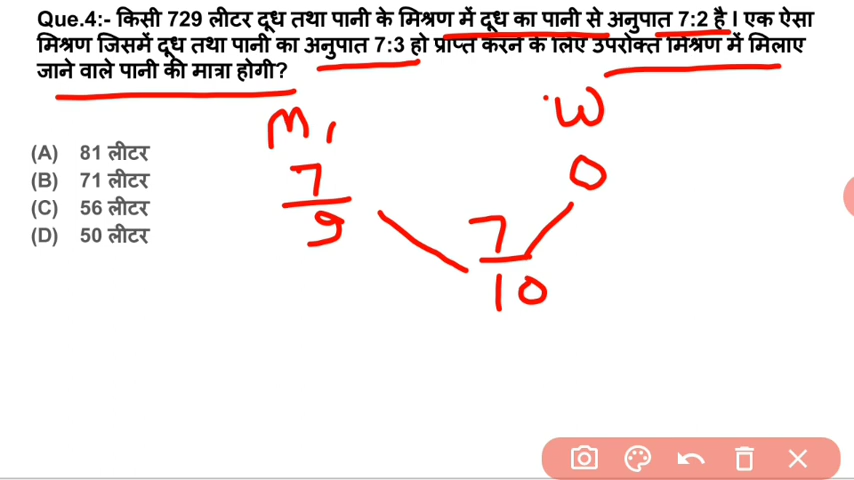 Que.4:- किसी 729 लीटर दूध तथा पानी के मिश्रण में दूध का पानी से अनुपात 7:2 है । एक ऐसा
मिश्रण जिसमें दूध तथा पानी का अनुपात 7:3 हो प्राप्त करने के लिए उपरोक्त मिश्रण में मिलाए
जाने वाले पानी की मात्रा होगी?
M1 W
(A) 81 लीटर
(B) 71 लीटर
(C) 56 लीटर
(D) 50 लीटर
7/9 0
7/10